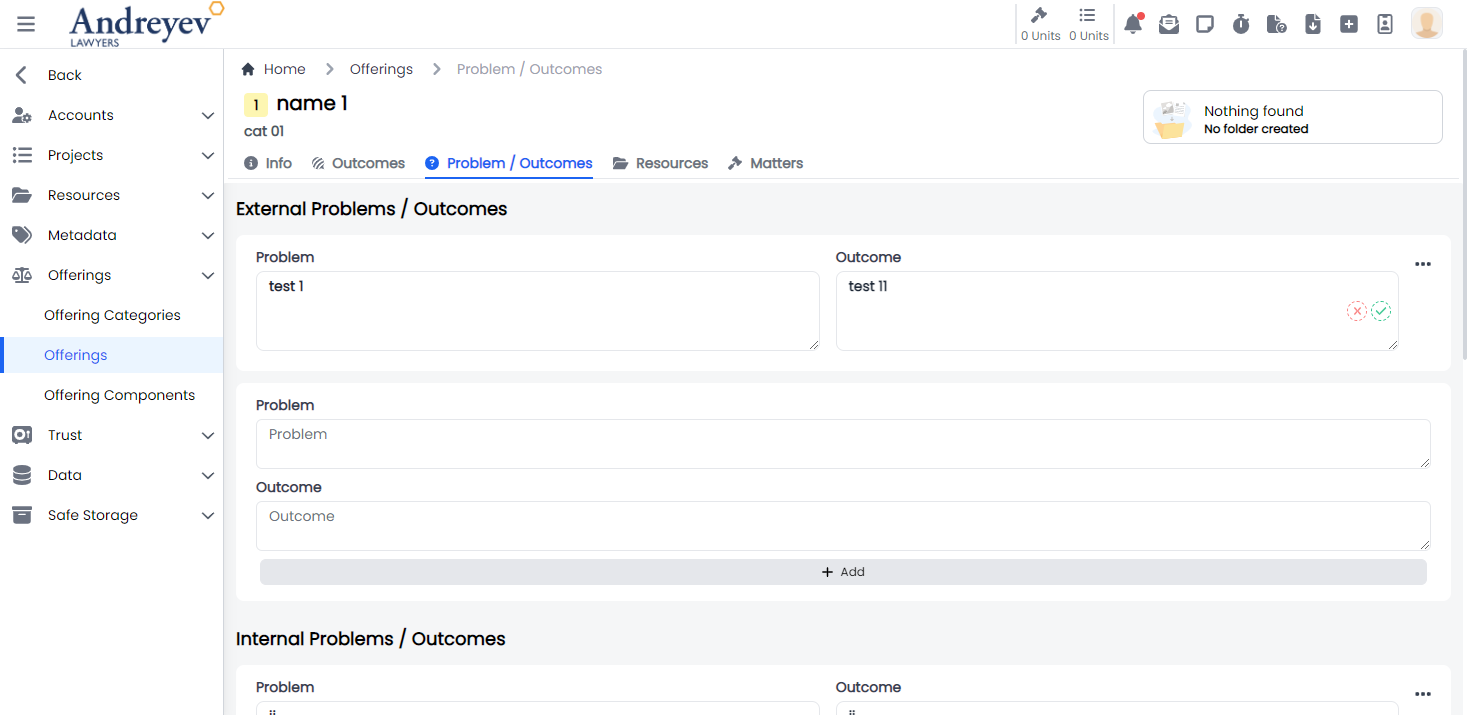 Andreyev
LAWYERS
0 Units
0 Units
Back
Accounts
Projects
Resources
Metadata
Offerings
Offering Categories
Offerings
Offering Components
Trust
Data
Safe Storage
Home
Offerings
Problem / Outcomes
1 name 1
cat 01
Nothing found
No folder created
Info
Outcomes
Problem / Outcomes
Resources
Matters
External Problems / Outcomes
Problem
Outcome
test 1
test 11
Problem
Problem
Outcome
Outcome
+ Add
Internal Problems / Outcomes
Problem
Outcome